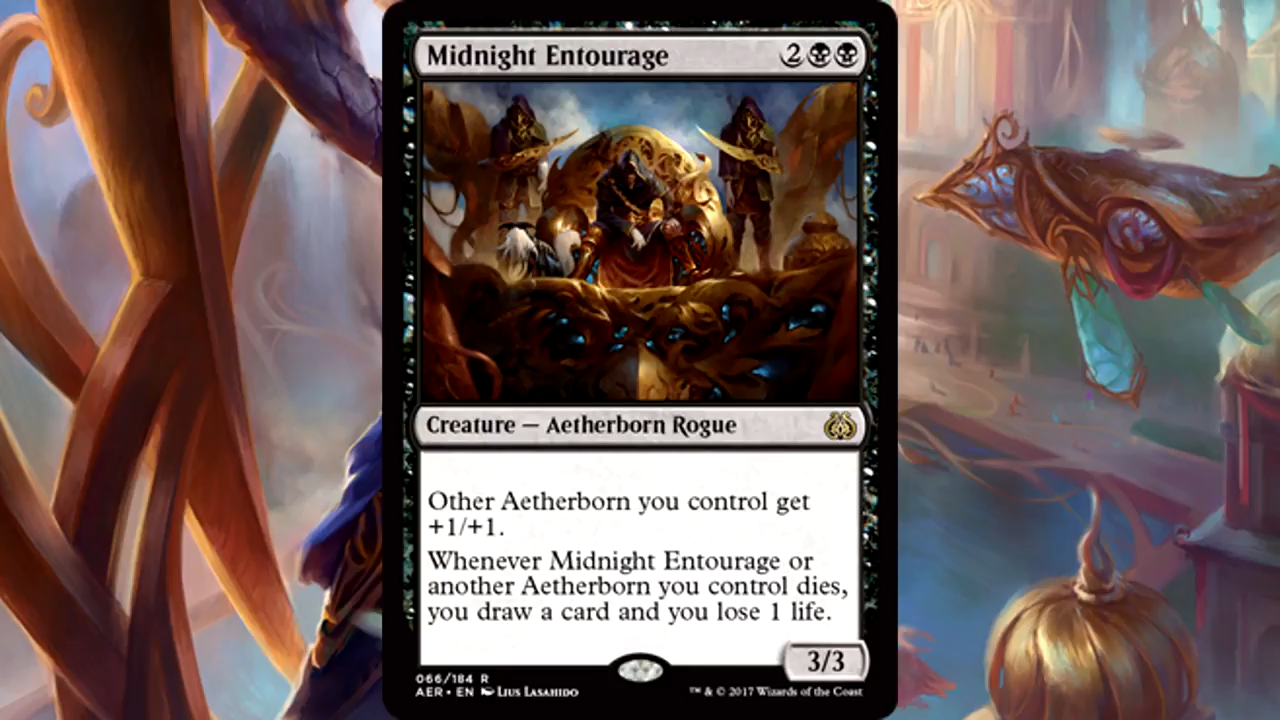 Midnight Entourage 2
Creature — Aetherborn Rogue
Other Aetherborn you control get
+1/+1.
Whenever Midnight Entourage or
another Aetherborn you control dies,
you draw a card and you lose 1 life.
3/3
066/184 R
AER • EN Lius Lasahido
™ & © 2017 Wizards of the Coast